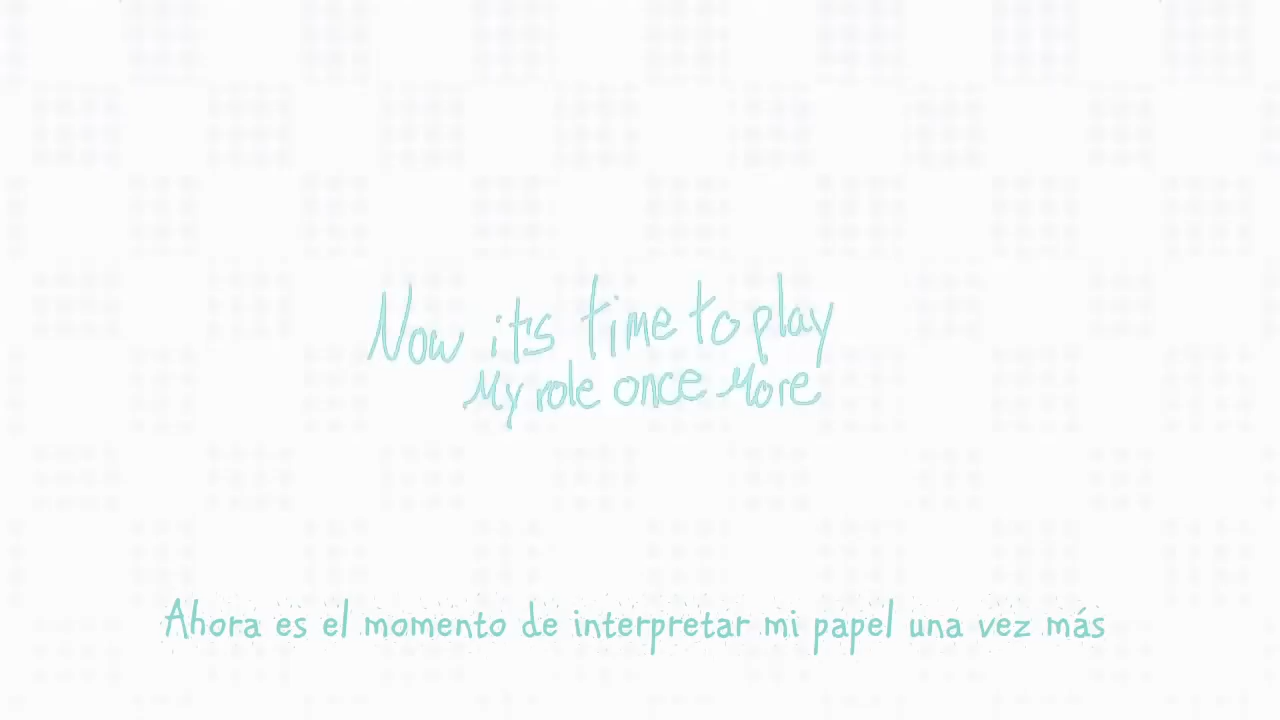 Now it's time to play
My role once more
Ahora es el momento de interpretar mi papel una vez más